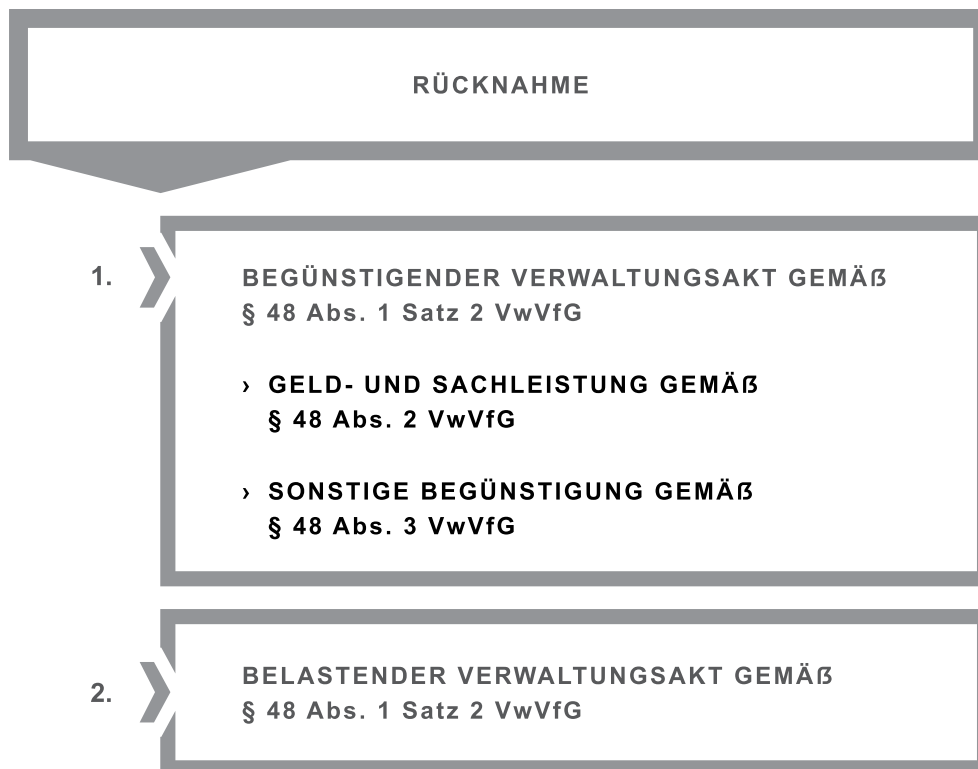 RÜCKNAHME
1.
BEGÜNSTIGENDER VERWALTUNGSAKT GEMÄß
§ 48 Abs. 1 Satz 2 VwVfG
› GELD- UND SACHLEISTUNG GEMÄß
§ 48 Abs. 2 VwVfG
› SONSTIGE BEGÜNSTIGUNG GEMÄß
§ 48 Abs. 3 VwVfG
2.
BELASTENDER VERWALTUNGSAKT GEMÄß
§ 48 Abs. 1 Satz 2 VwVfG